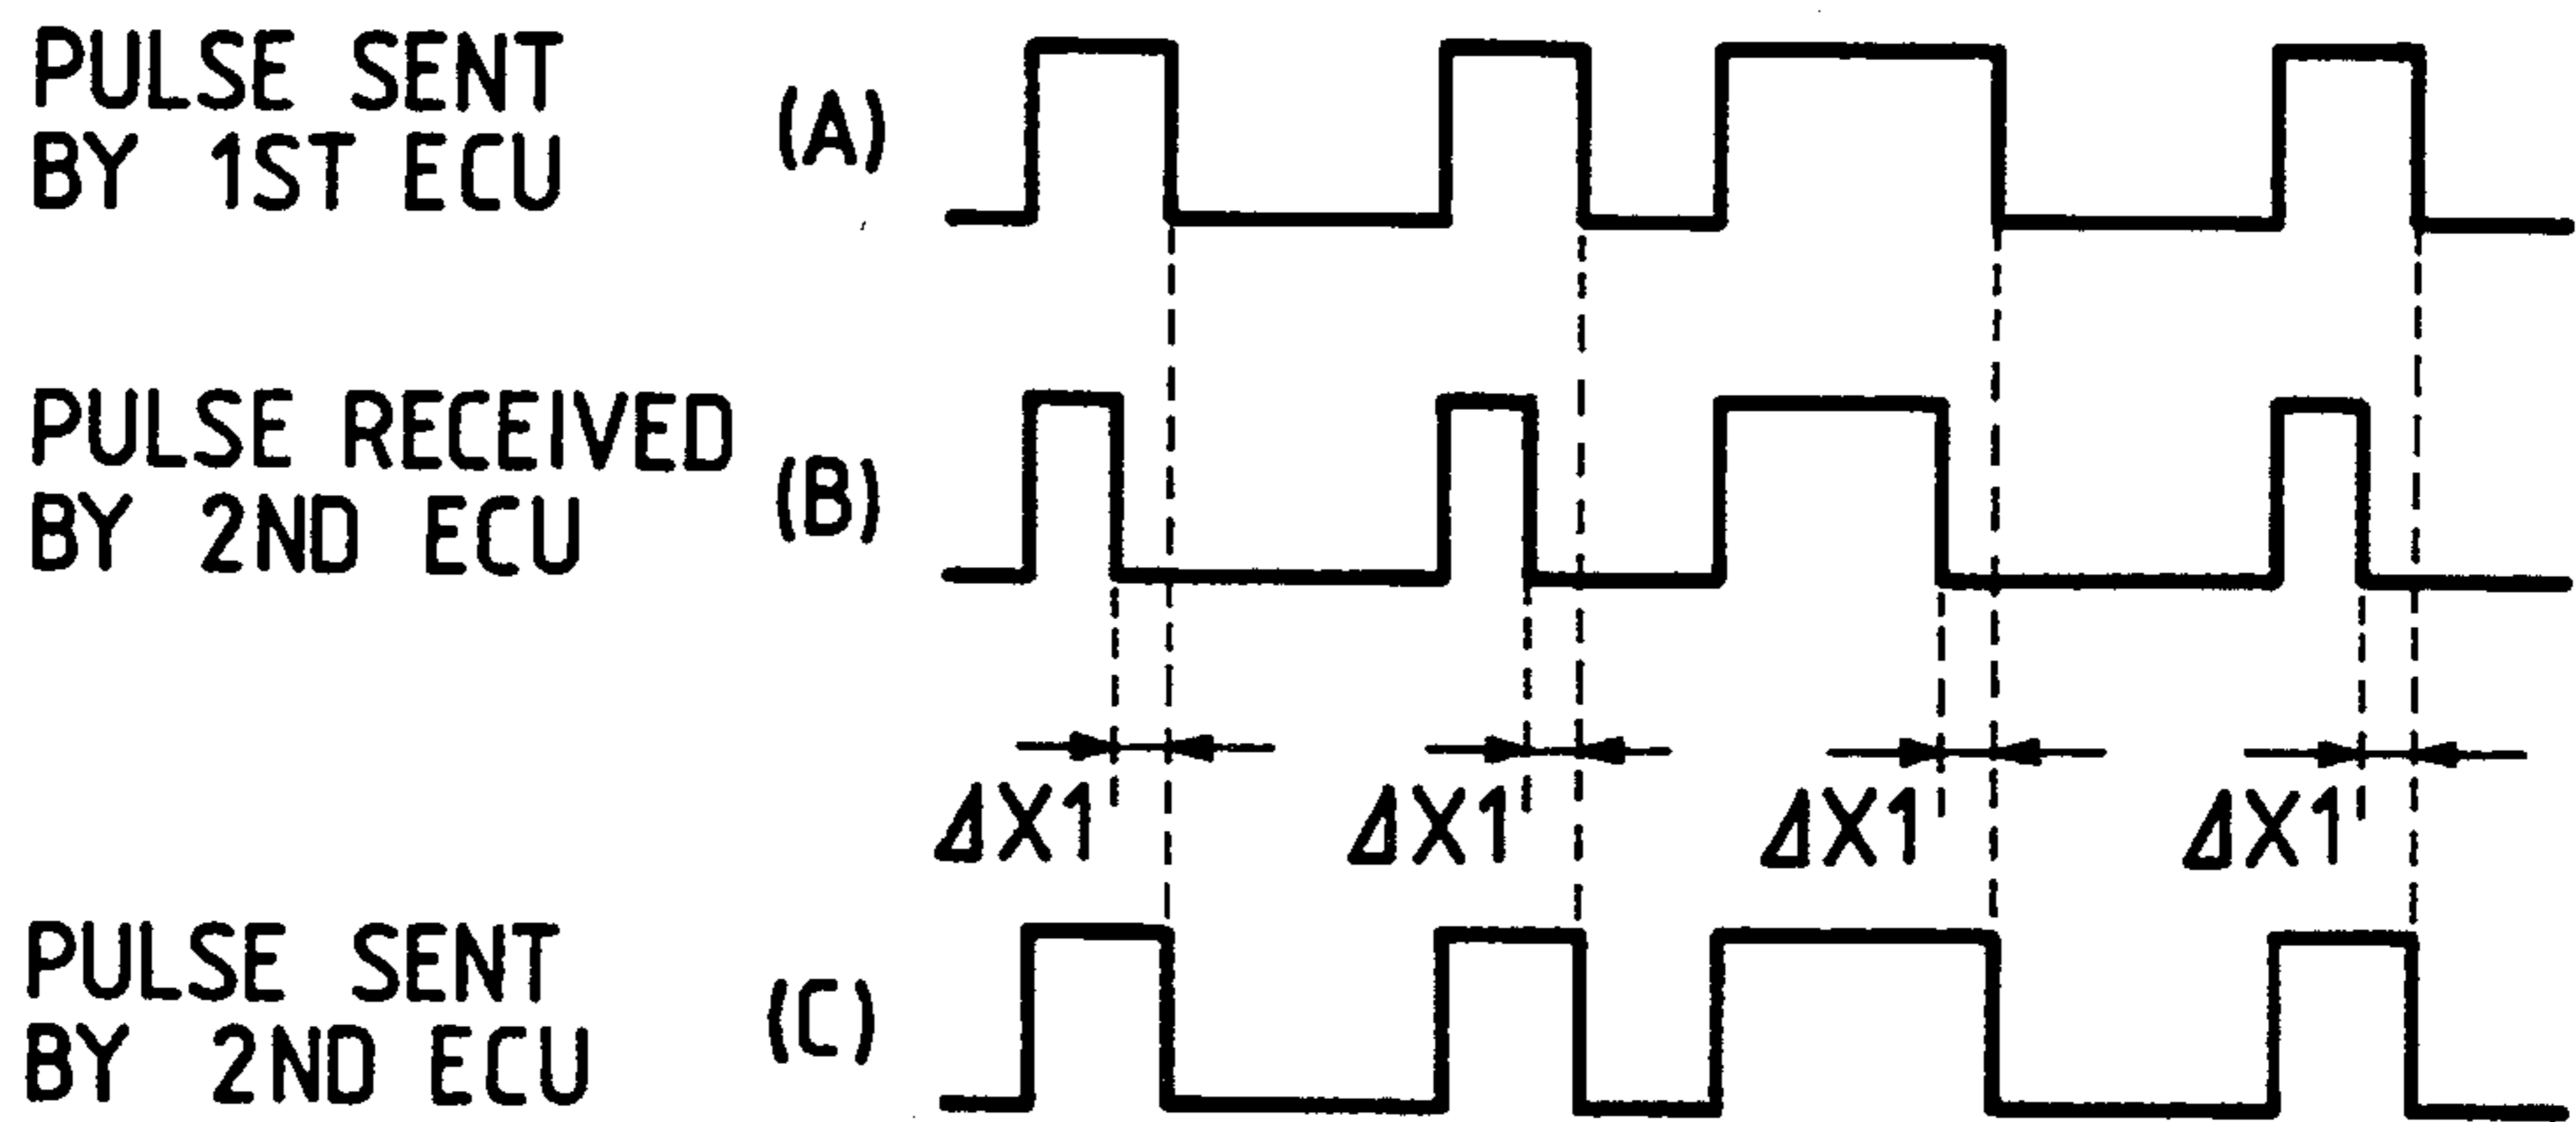 PULSE SENT
BY 1ST ECU
(A)
PULSE RECEIVED
BY 2ND ECU
(B)
ΔX1 ΔX1 ΔX1 ΔX1
PULSE SENT
BY 2ND ECU
(C)